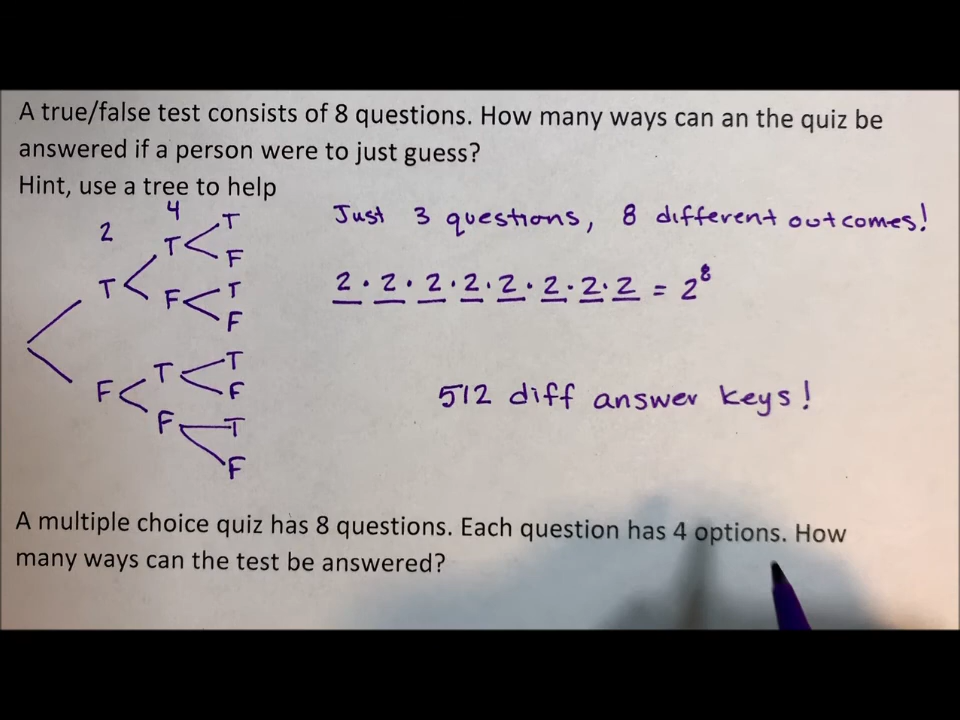 A true/false test consists of 8 questions. How many ways can an the quiz be
answered if a person were to just guess?
Hint, use a tree to help
Just 3 questions, 8 different outcomes!
2 4
T T T
F
F T
F
F T T
F
F T
F
2 · 2 · 2 · 2 · 2 · 2 · 2 · 2 = 2⁸
512 diff answer keys!
A multiple choice quiz has 8 questions. Each question has 4 options. How
many ways can the test be answered?